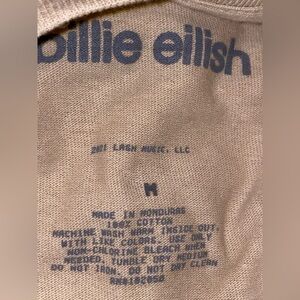 billie eilish
2021 LASH MUSIC, LLC
M
MADE IN HONDURAS
100% COTTON
MACHINE WASH WARM INSIDE OUT,
WITH LIKE COLORS. USE ONLY
NON-CHLORINE BLEACH WHEN
NEEDED. TUMBLE DRY MEDIUM
DO NOT IRON. DO NOT DRY CLEAN